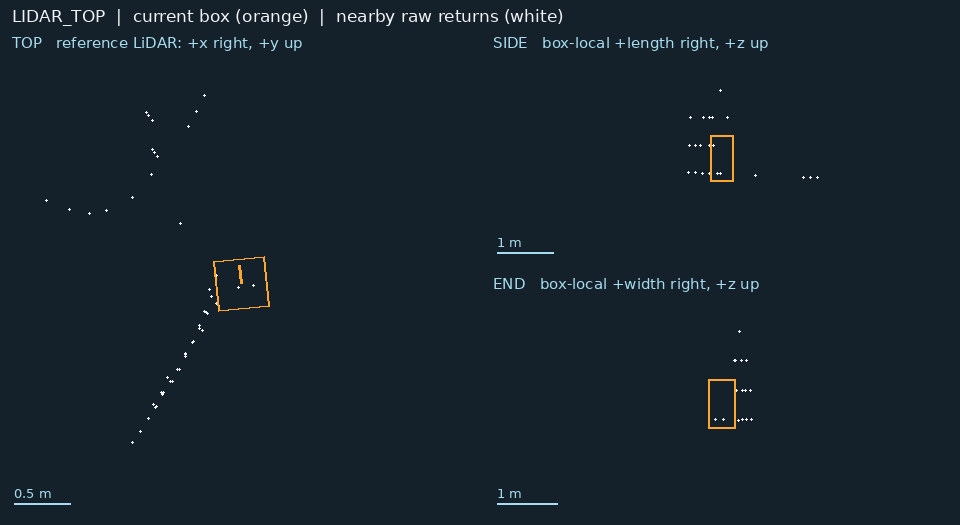 LIDAR_TOP  |  current box (orange)  |  nearby raw returns (white)
TOP   reference LiDAR: +x right, +y up
SIDE   box-local +length right, +z up
1 m
END   box-local +width right, +z up
0.5 m
1 m